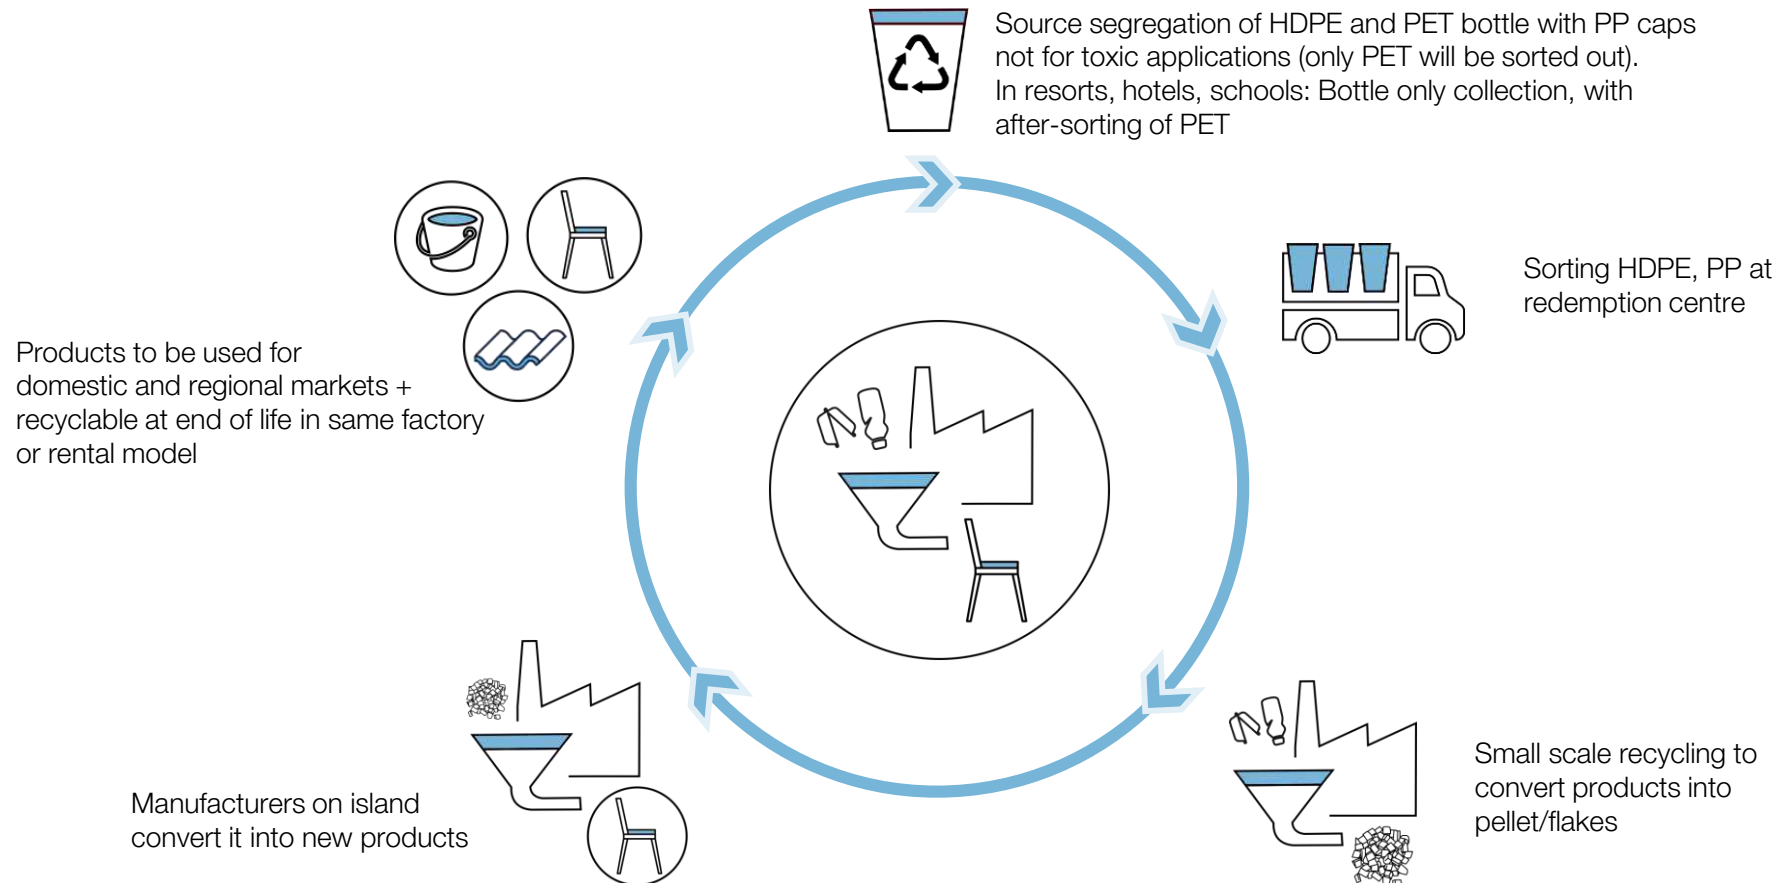 Source segregation of HDPE and PET bottle with PP caps
not for toxic applications (only PET will be sorted out).
In resorts, hotels, schools: Bottle only collection, with
after-sorting of PET
Sorting HDPE, PP at
redemption centre
Small scale recycling to
convert products into
pellet/flakes
Manufacturers on island
convert it into new products
Products to be used for
domestic and regional markets +
recyclable at end of life in same factory
or rental model